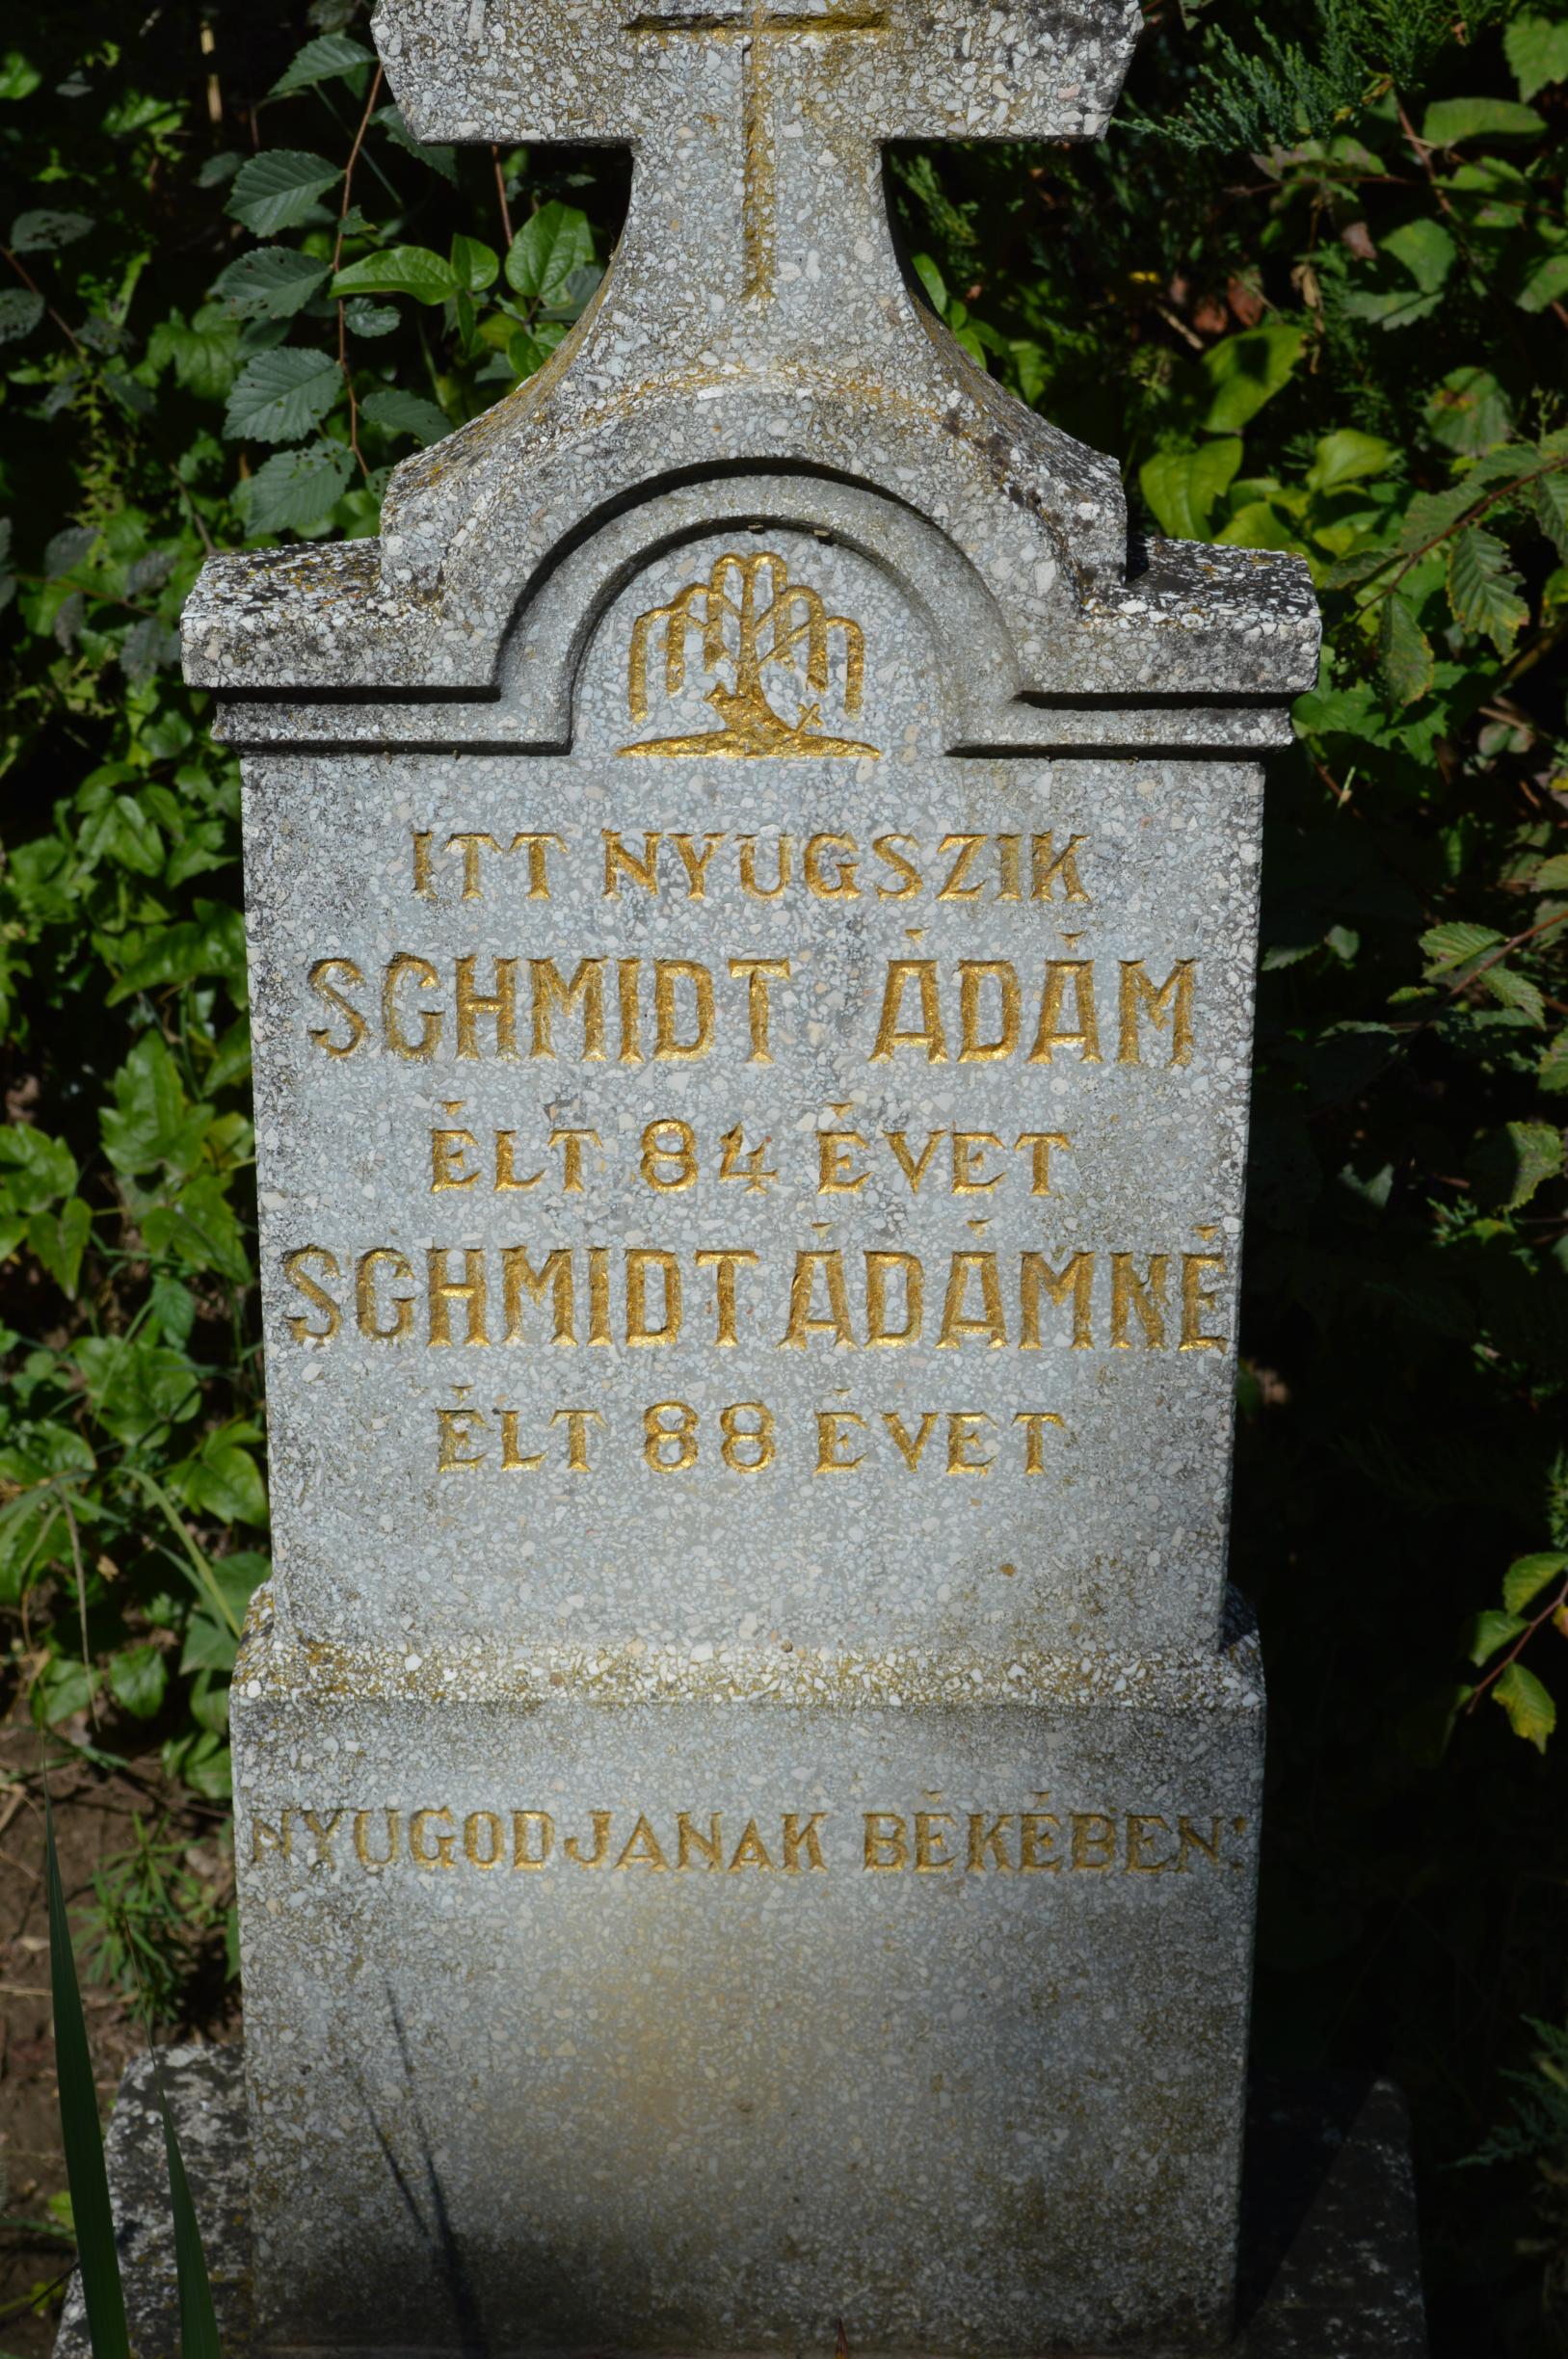 ITT NYUGSZIK
SCHMIDT ÁDÁM
ÉLT 84 ÉVET
SCHMIDT ÁDÁMNÉ
ÉLT 88 ÉVET
NYUGODJANAK BÉKÉBEN!